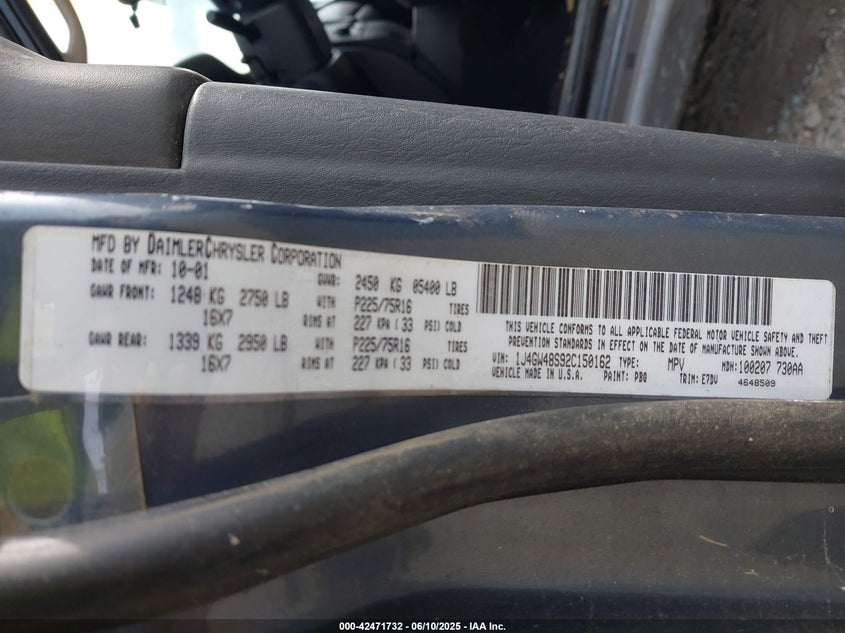 MFD BY DAIMLERCHRYSLER CORPORATION
DATE OF MFR: 10-01 GVWR: 2450 KG 05400 LB
GAWR FRONT: 1248 KG 2750 LB WITH P225/75R16 TIRES
16X7 RIMS AT 227 KPA ( 33 PSI) COLD
GAWR REAR: 1339 KG 2950 LB WITH P225/75R16 TIRES
16X7 RIMS AT 227 KPA ( 33 PSI) COLD
THIS VEHICLE CONFORMS TO ALL APPLICABLE FEDERAL MOTOR VEHICLE SAFETY AND THEFT
PREVENTION STANDARDS IN EFFECT ON THE DATE OF MANUFACTURE SHOWN ABOVE.
VIN: 1J4GW48S92C150162 TYPE: MPV MDH: 100207 730AA
VEHICLE MADE IN U.S.A. PAINT: PBQ TRIM: E7DV 4648509
000-42471732 - 06/10/2025 - IAA Inc.